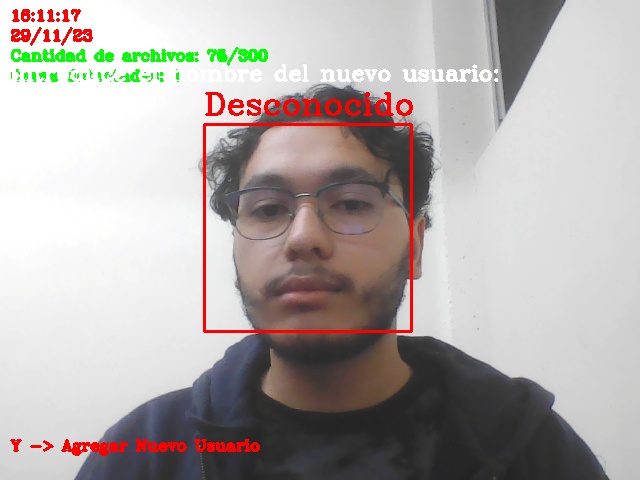 16:11:17
29/11/23
Cantidad de archivos: 75/300
nombre del nuevo usuario:
Desconocido
Y -> Agregar Nuevo Usuario